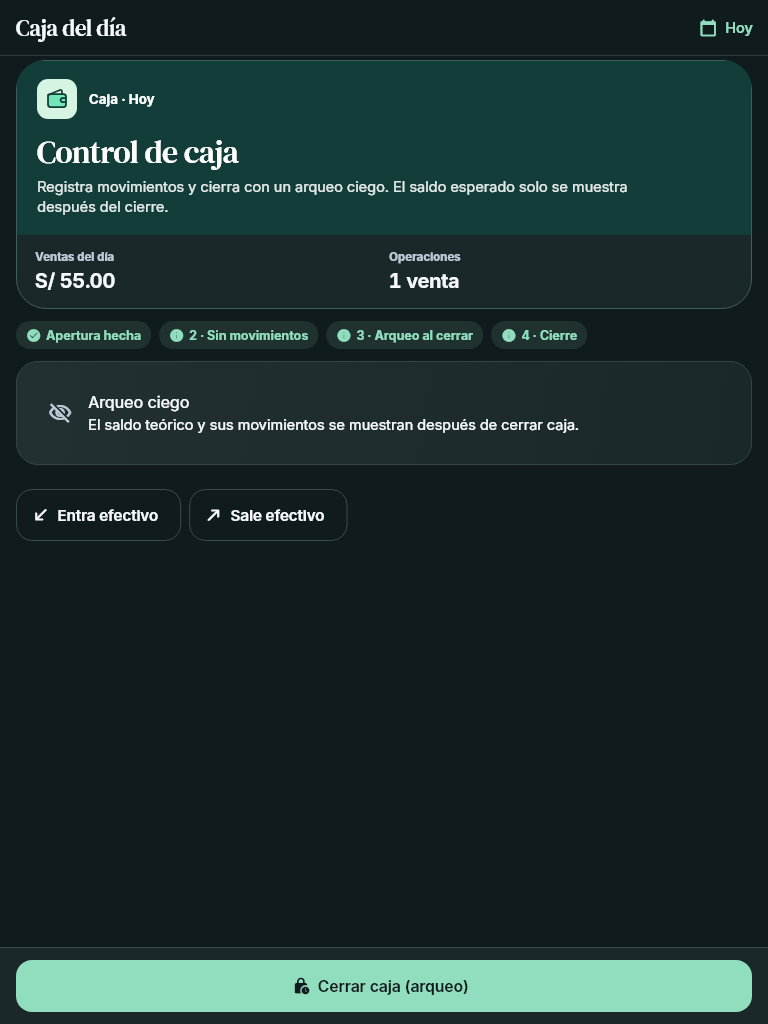 Caja del día
Hoy
Caja · Hoy
Control de caja
Registra movimientos y cierra con un arqueo ciego. El saldo esperado solo se muestra
después del cierre.
Ventas del día
Operaciones
S/ 55.00
1 venta
Apertura hecha
2 · Sin movimientos
3 · Arqueo al cerrar
4 · Cierre
Arqueo ciego
El saldo teórico y sus movimientos se muestran después de cerrar caja.
Entra efectivo
Sale efectivo
Cerrar caja (arqueo)